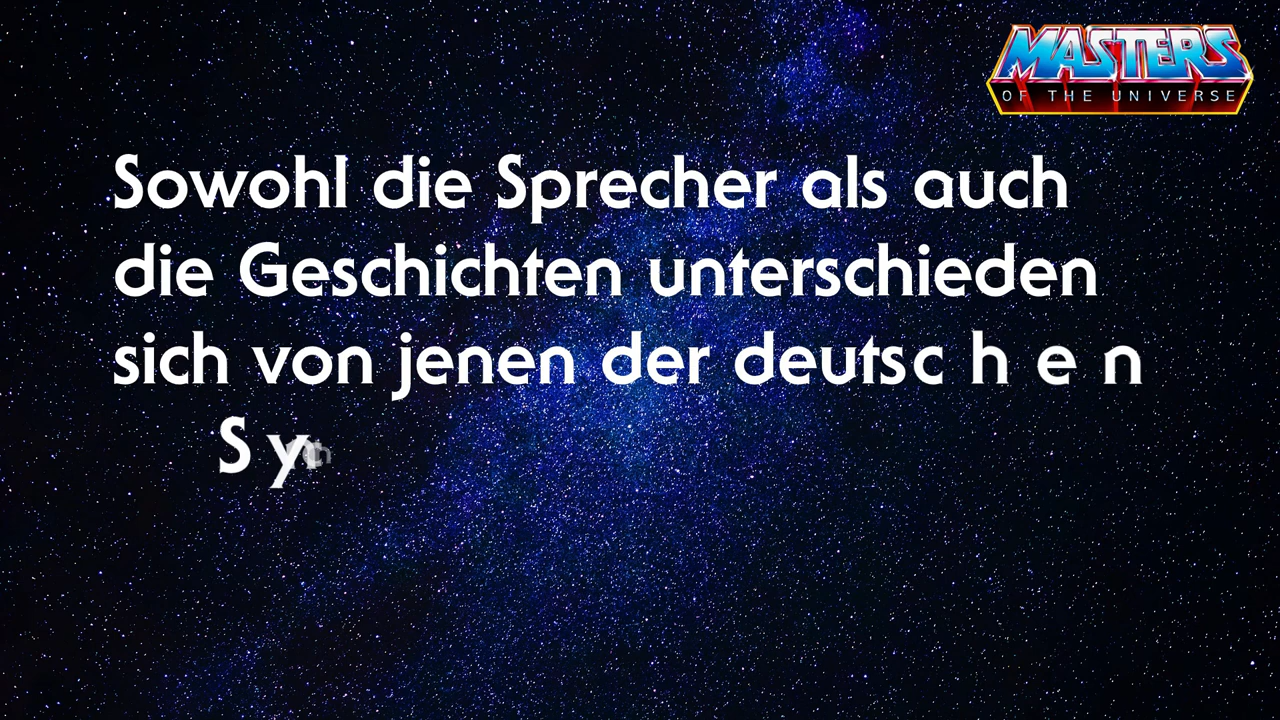 MASTERS
OF THE UNIVERSE
Sowohl die Sprecher als auch
die Geschichten unterschieden
sich von jenen der deutschen
Sy